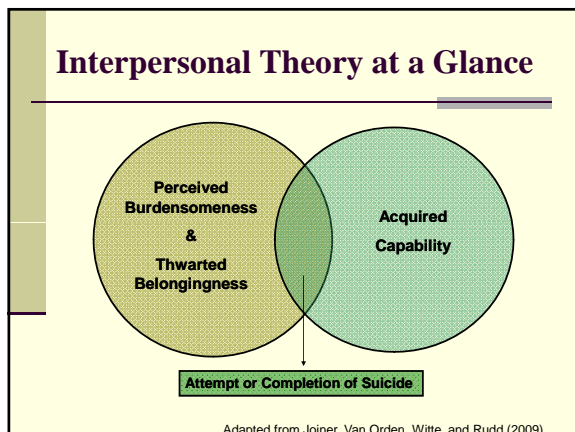 Interpersonal Theory at a Glance
Perceived
Burdensomeness
&
Thwarted
Belongingness
Acquired
Capability
Attempt or Completion of Suicide
Adapted from Joiner, Van Orden, Witte, and Rudd (2009)